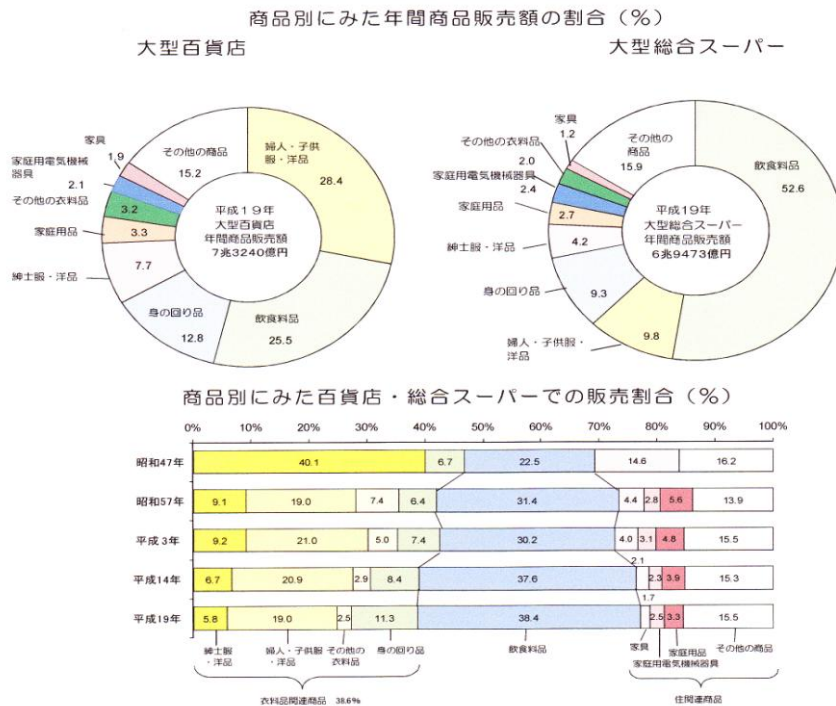 商品別にみた年間商品販売額の割合（%）
大型百貨店
家具
1.9
家庭用電気機械
器具
2.1
その他の衣料品
3.2
家庭用品
3.3
紳士服・洋品
7.7
身の回り品
12.8
飲食料品
25.5
婦人・子供
服・洋品
28.4
その他の商品
15.2
平成１９年
大型百貨店
年間商品販売額
7兆3240億円
大型総合スーパー
家具
1.2
その他の衣料品
2.0
家庭用電気機械器具
2.4
家庭用品
2.7
紳士服・洋品
4.2
身の回り品
9.3
婦人・子供服・
洋品
9.8
飲食料品
52.6
その他の
商品
15.9
平成19年
大型総合スーパー
年間商品販売額
6兆9473億円
商品別にみた百貨店・総合スーパーでの販売割合（%）
0% 10% 20% 30% 40% 50% 60% 70% 80% 90% 100%
昭和47年 40.1 6.7 22.5 14.6 16.2
昭和57年 9.1 19.0 7.4 6.4 31.4 4.4 2.8 5.6 13.9
平成 3年 9.2 21.0 5.0 7.4 30.2 4.0 3.1 4.8 15.5
2.1
平成14年 6.7 20.9 2.9 8.4 37.6 2.3 3.9 15.3
1.7
平成19年 5.8 19.0 2.5 11.3 38.4 2.5 3.3 15.5
紳士服
・洋品
婦人・子供服
・洋品
その他の
衣料品
身の回り品
飲食料品
家具
家庭用品
家庭用電気機械器具
その他の商品
衣料品関連商品 38.6%
住関連商品